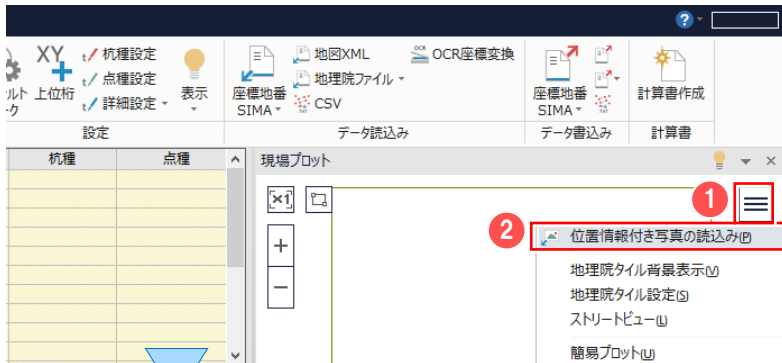 ?
XY
杭種設定
点種設定
詳細設定
上位桁
表示
設定
座標地番
SIMA
地図XML
地理院ファイル
CSV
OCR座標変換
データ読込み
座標地番
SIMA
データ書込み
計算書作成
計算書
杭種 点種
現場プロット
×1
1
2
位置情報付き写真の読込み(P)
地理院タイル背景表示(V)
地理院タイル設定(S)
ストリートビュー(L)
簡易プロット(U)